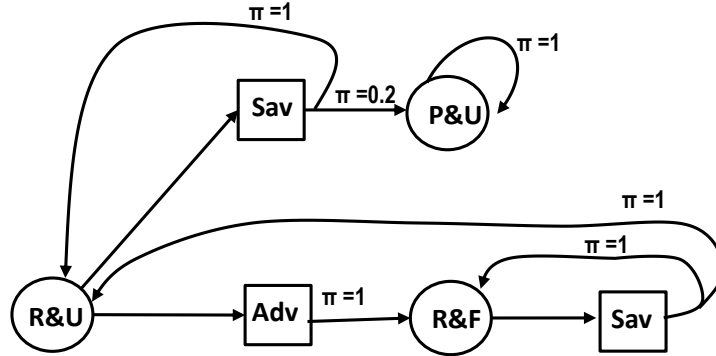 π =1
π =1
Sav
π =0.2
P&U
π =1
π =1
R&U
Adv
π =1
R&F
Sav